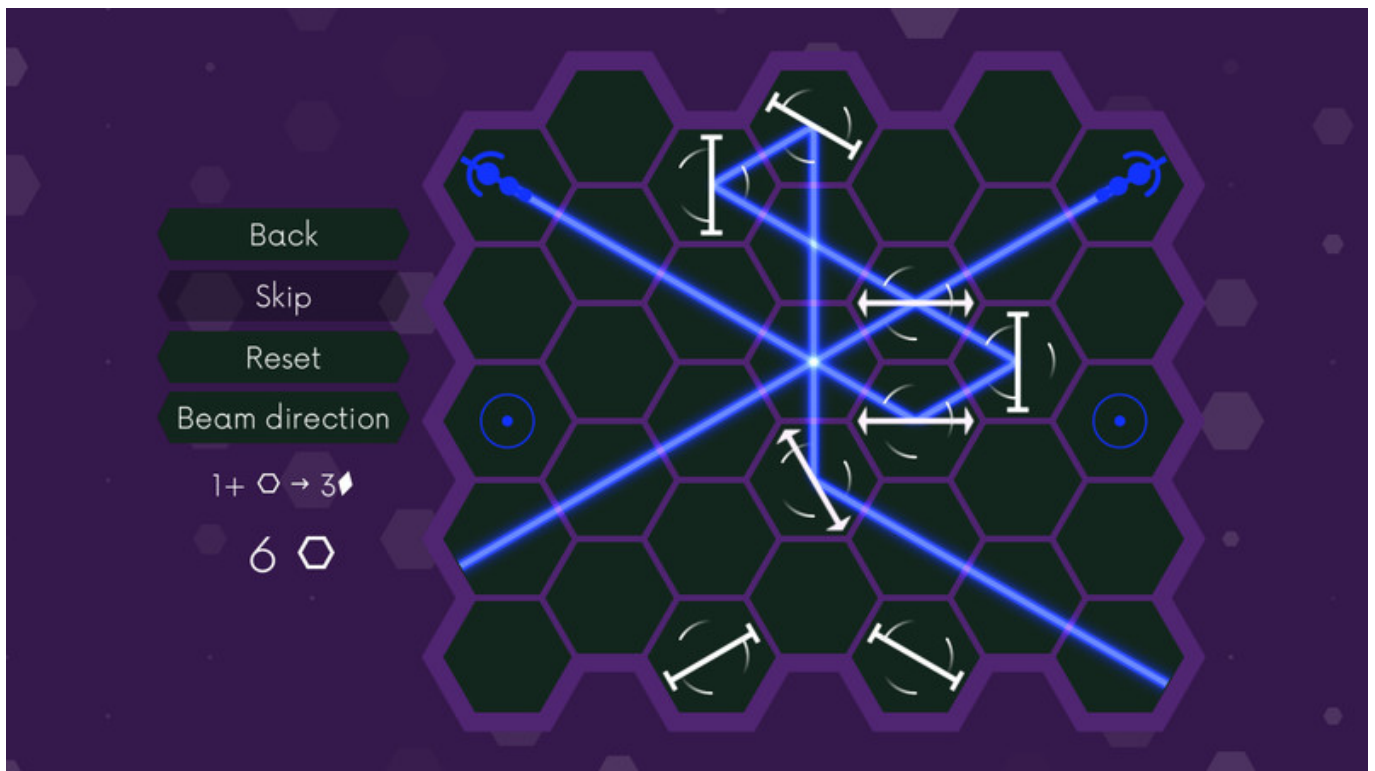 Back
Skip
Reset
Beam direction
1+ → 3
6